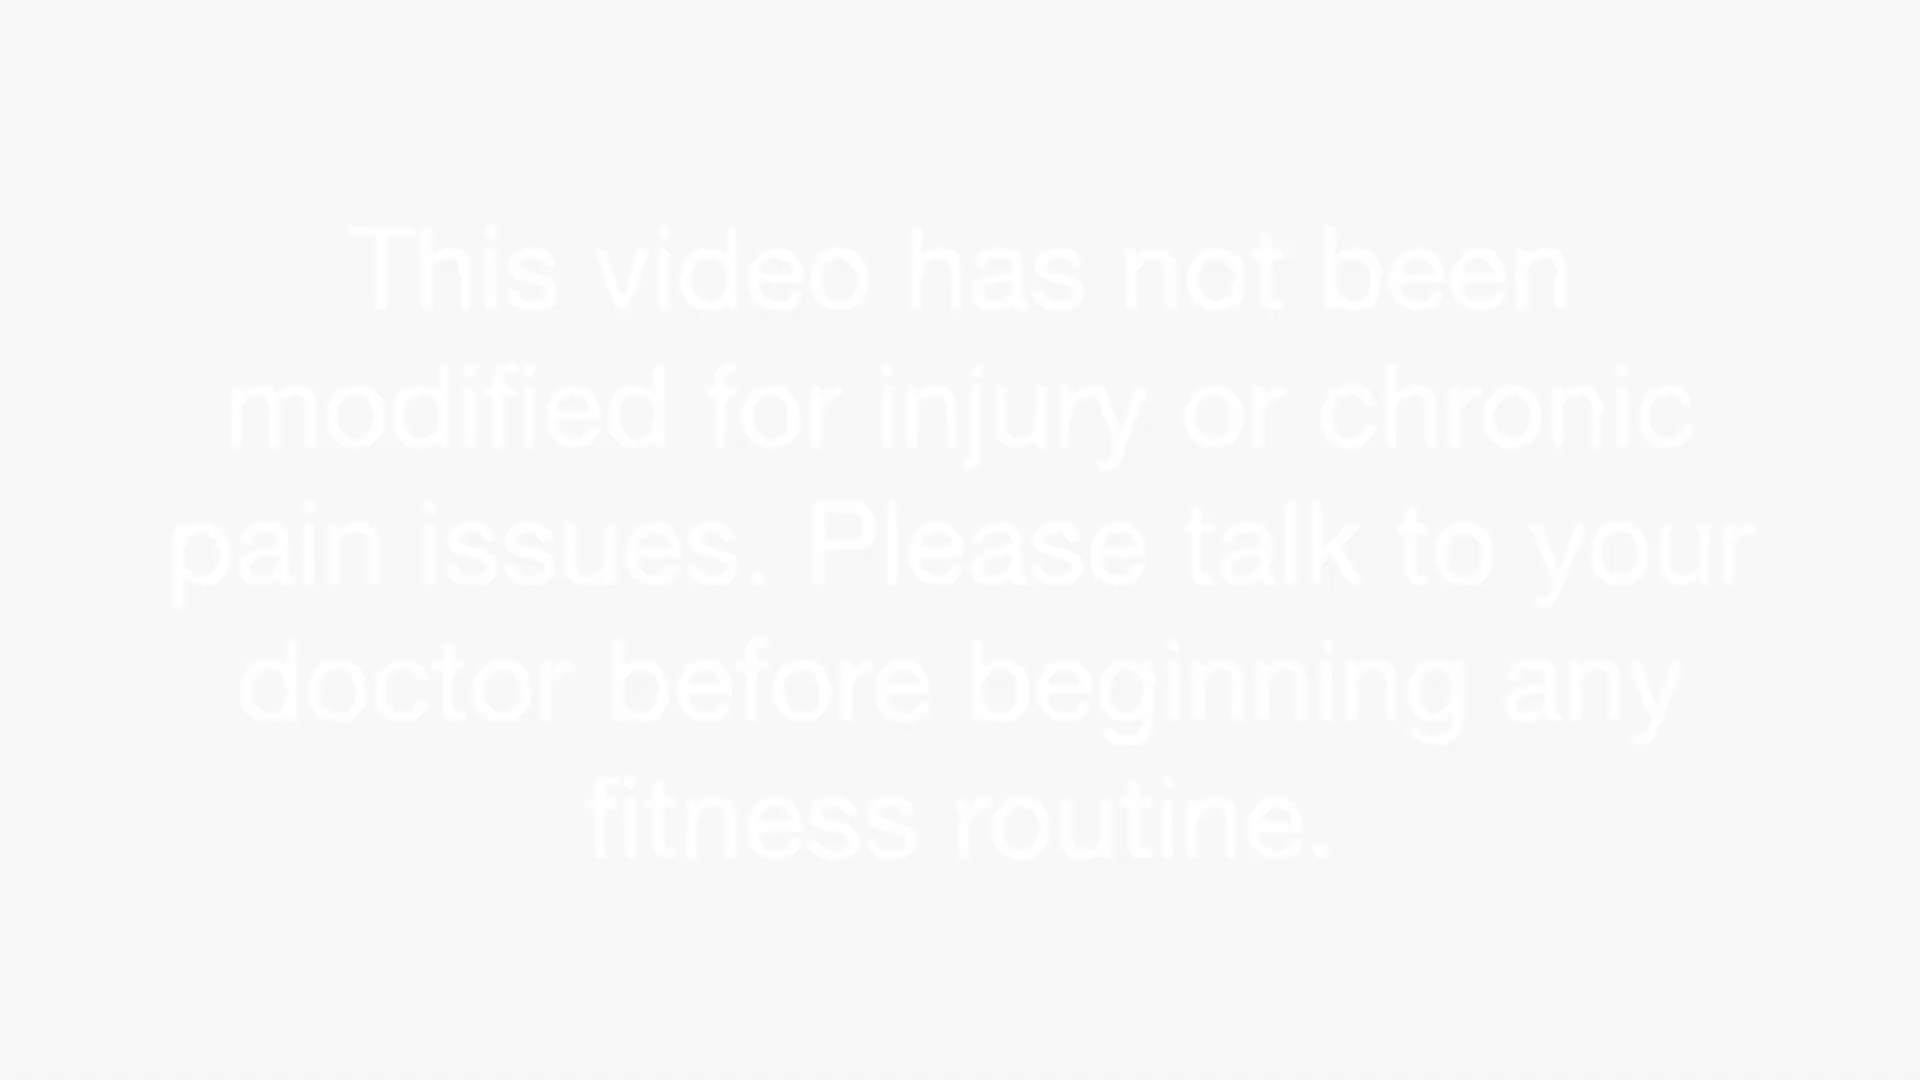 This video has not been
modified for injury or chronic
pain issues. Please talk to your
doctor before beginning any
fitness routine.